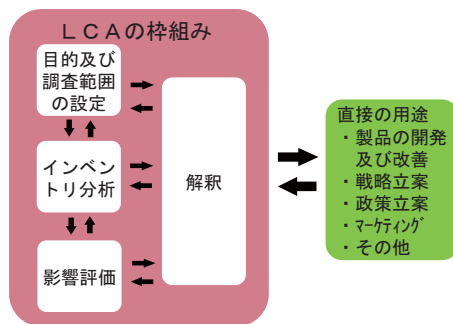 ＬＣＡの枠組み
目的及び
調査範囲
の設定
インベン
トリ分析
影響評価
解釈
直接の用途
・製品の開発
及び改善
・戦略立案
・政策立案
・ﾏｰｹﾃｨﾝｸﾞ
・その他